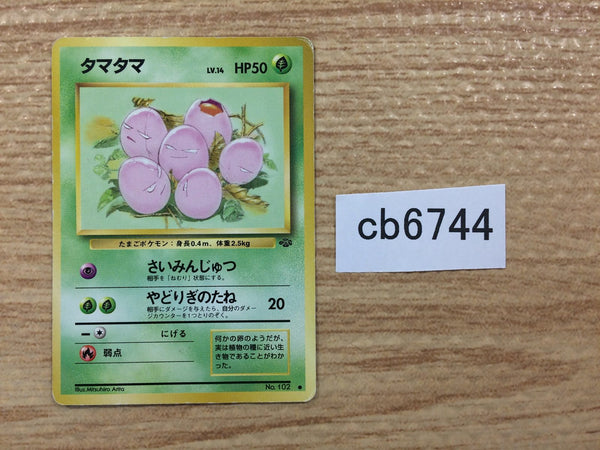 タマタマ LV.14 HP50
たまごポケモン：身長0.4m、体重2.5kg
さいみんじゅつ
相手を「ねむり」状態にする。
やどりぎのたね 20
相手にダメージを与えたら、自分のダメー
ジカウンターを1つとりのぞく。
にげる
弱点
何かの卵のようだが、
実は植物の種に近い生
き物であることがわか
った。
Illus. Mitsuhiro Arita No. 102
cb6744